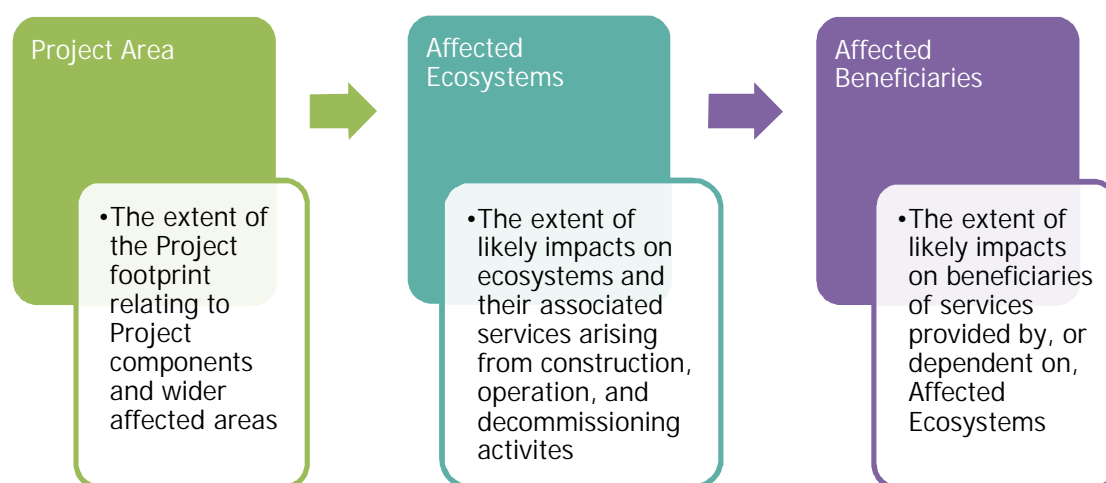 Project Area
•The extent of
the Project
footprint
relating to
Project
components
and wider
affected areas
Affected
Ecosystems
•The extent of
likely impacts on
ecosystems and
their associated
services arising
from construction,
operation, and
decommissioning
activites
Affected
Beneficiaries
•The extent of
likely impacts
on beneficiaries
of services
provided by, or
dependent on,
Affected
Ecosystems